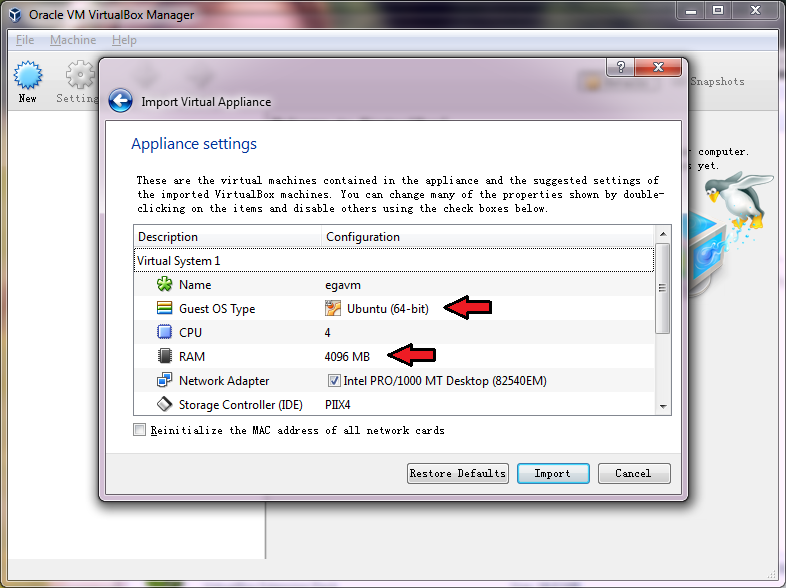 Oracle VM VirtualBox Manager
File Machine Help
New
Setting
Snapshots
computer.
yet.
?
Import Virtual Appliance
Appliance settings
These are the virtual machines contained in the appliance and the suggested settings of
the imported VirtualBox machines. You can change many of the properties shown by double-
clicking on the items and disable others using the check boxes below.
Description Configuration
Virtual System 1
Name egavm
Guest OS Type Ubuntu (64-bit)
CPU 4
RAM 4096 MB
Network Adapter Intel PRO/1000 MT Desktop (82540EM)
Storage Controller (IDE) PIIX4
Reinitialize the MAC address of all network cards
Restore Defaults Import Cancel